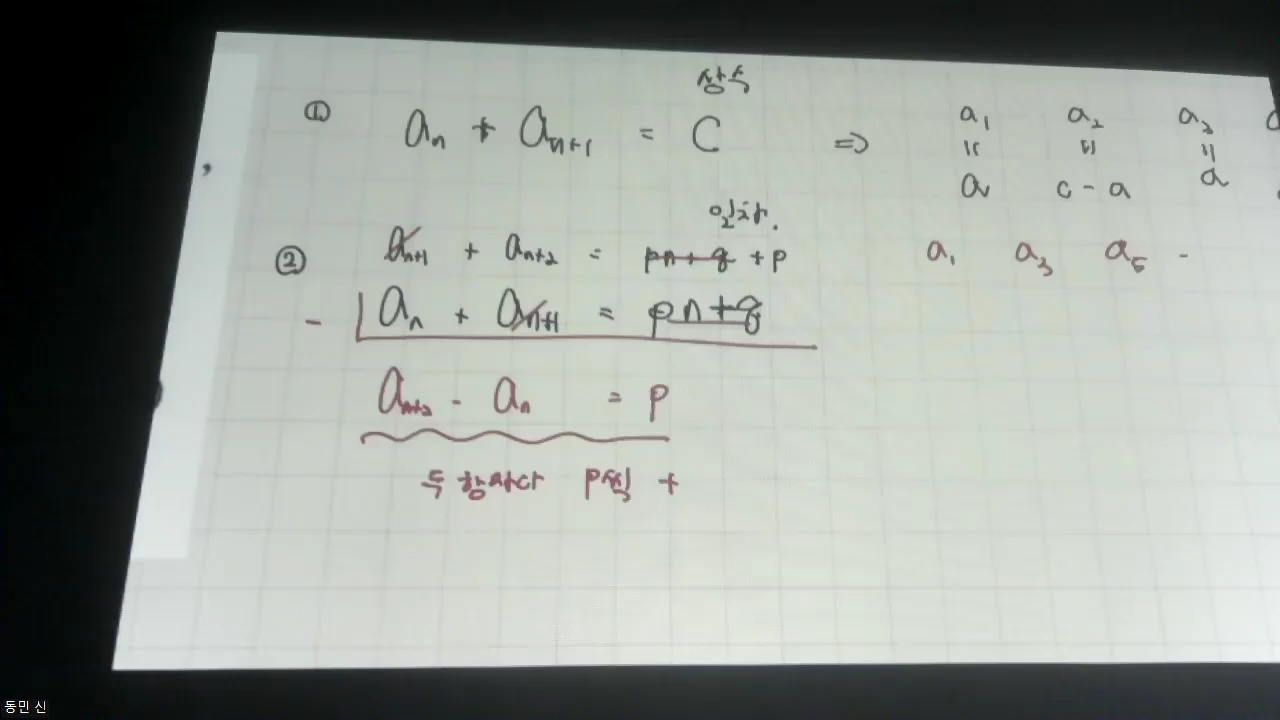 상수
① aₙ + aₙ₊₁ = C ⇒ a₁ a₂ a₃
" " "
a c - a a
일차.
② aₙ₊₁ + aₙ₊₂ = pn + q + p a₁ a₃ a₅ -
- aₙ + aₙ₊₁ = pn + q
aₙ₊₂ - aₙ = p
두 항마다 p씩 +
동민 신